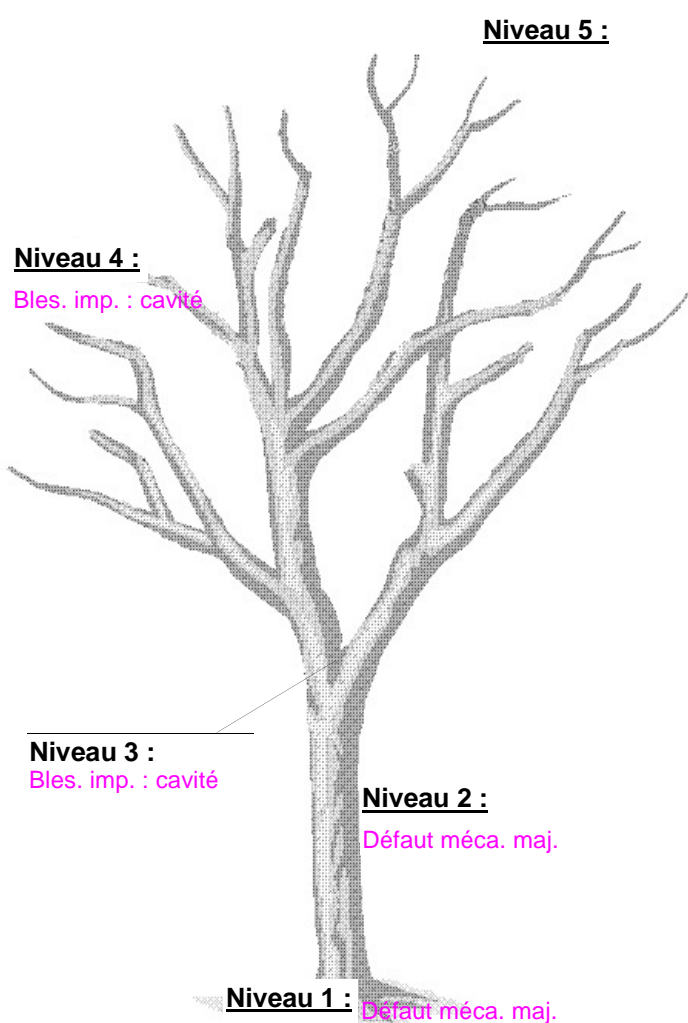 Niveau 5 :
Niveau 4 :
Bles. imp. : cavité
Niveau 3 :
Bles. imp. : cavité
Niveau 2 :
Défaut méca. maj.
Niveau 1 :
Défaut méca. maj.